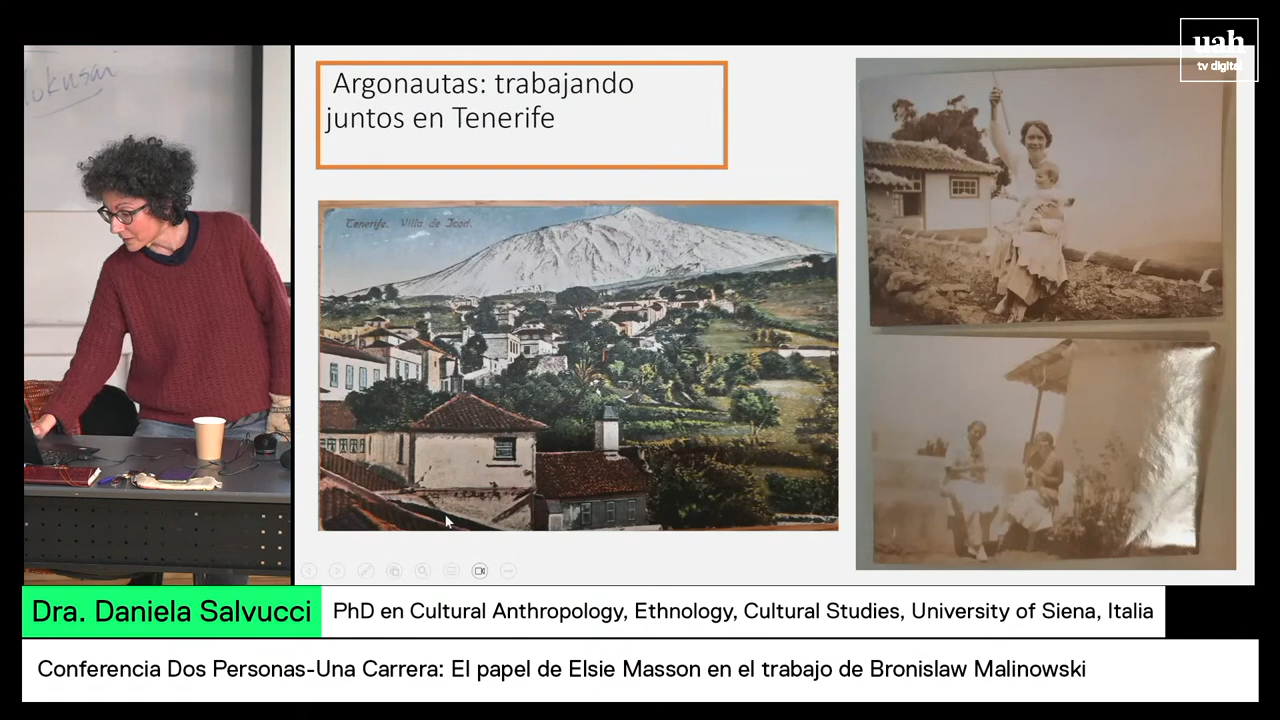 uah
tv digital
Argonautas: trabajando
juntos en Tenerife
Tenerife. Villa de Icod.
Dra. Daniela Salvucci
PhD en Cultural Anthropology, Ethnology, Cultural Studies, University of Siena, Italia
Conferencia Dos Personas-Una Carrera: El papel de Elsie Masson en el trabajo de Bronislaw Malinowski